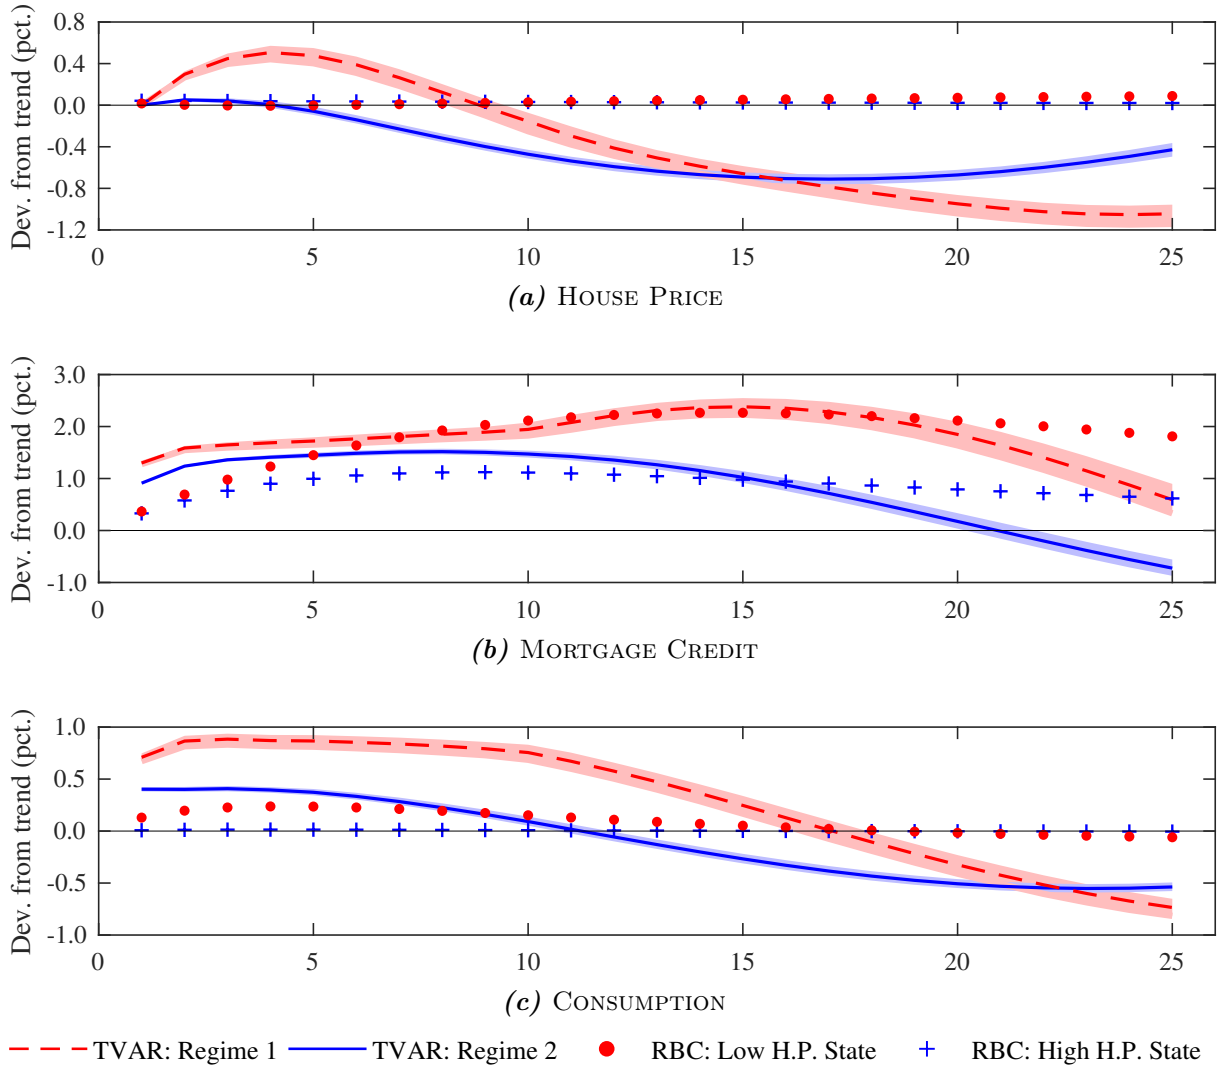 Dev. from trend (pct.)
0.8
0.4
0.0
-0.4
-0.8
-1.2
0 5 10 15 20 25
(a) HOUSE PRICE
Dev. from trend (pct.)
3.0
2.0
1.0
0.0
-1.0
0 5 10 15 20 25
(b) MORTGAGE CREDIT
Dev. from trend (pct.)
1.0
0.5
0.0
-0.5
-1.0
0 5 10 15 20 25
(c) CONSUMPTION
TVAR: Regime 1 TVAR: Regime 2 RBC: Low H.P. State RBC: High H.P. State